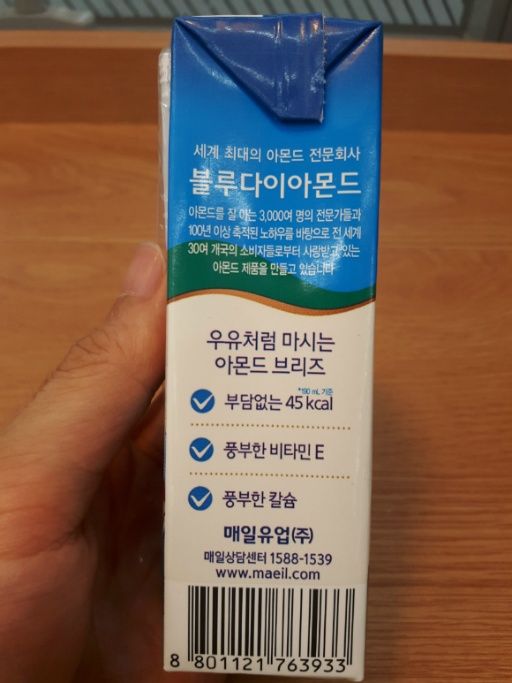 세계 최대의 아몬드 전문회사
블루다이아몬드
아몬드를 잘 아는 3,000여 명의 전문가들과
100년 이상 축적된 노하우를 바탕으로 전 세계
30여 개국의 소비자들로부터 사랑받고 있는
아몬드 제품을 만들고 있습니다
우유처럼 마시는
아몬드 브리즈
*190 mL 기준
부담없는 45 kcal
풍부한 비타민 E
풍부한 칼슘
매일유업(주)
매일상담센터 1588-1539
www.maeil.com
8 801121 763933